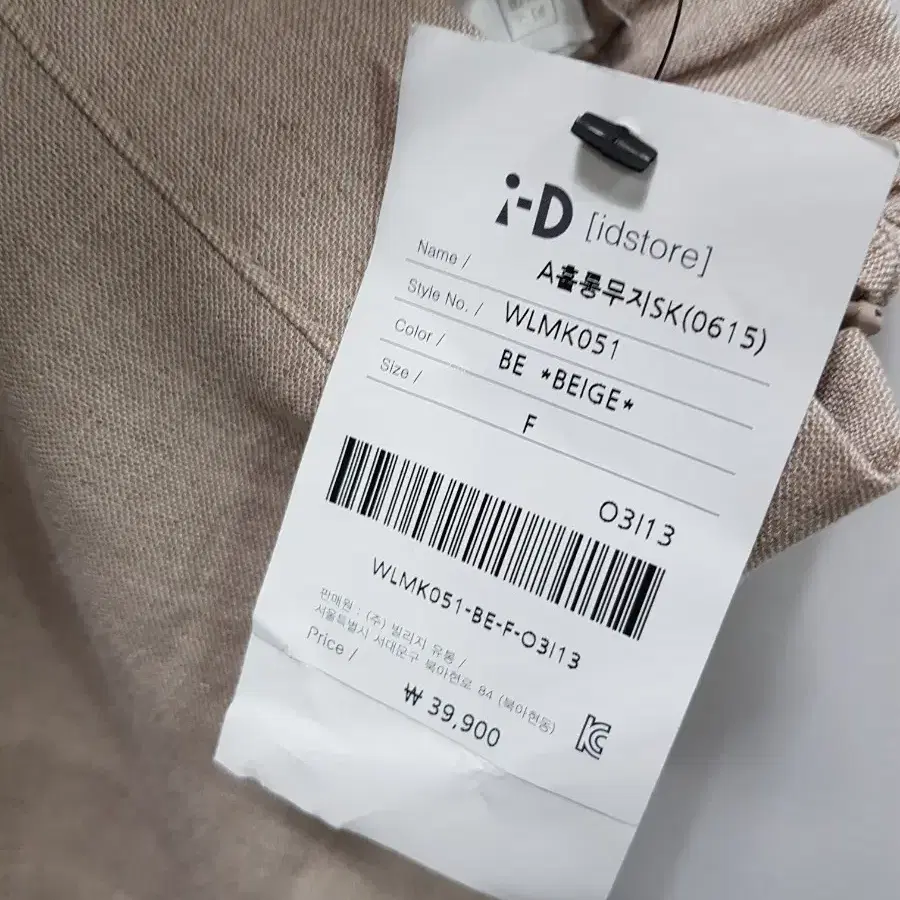 i-D [idstore]
Name / A훌롱무지SK(0615)
Style No. / WLMK051
Color / BE *BEIGE*
Size / F
O3I13
WLMK051-BE-F-O3I13
판매원 : (주) 빌리지 유통 /
서울특별시 서대문구 북아현로 84 (북아현동)
Price /
₩ 39,900